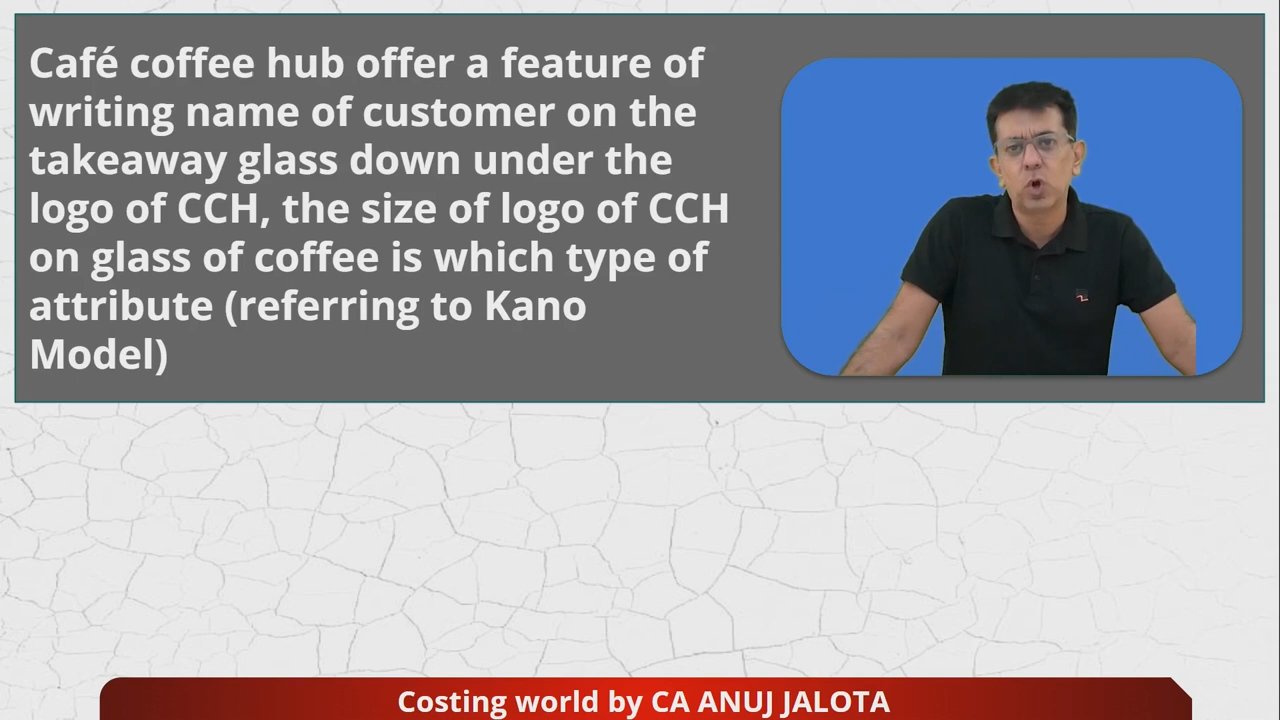 Café coffee hub offer a feature of
writing name of customer on the
takeaway glass down under the
logo of CCH, the size of logo of CCH
on glass of coffee is which type of
attribute (referring to Kano
Model)
Costing world by CA ANUJ JALOTA